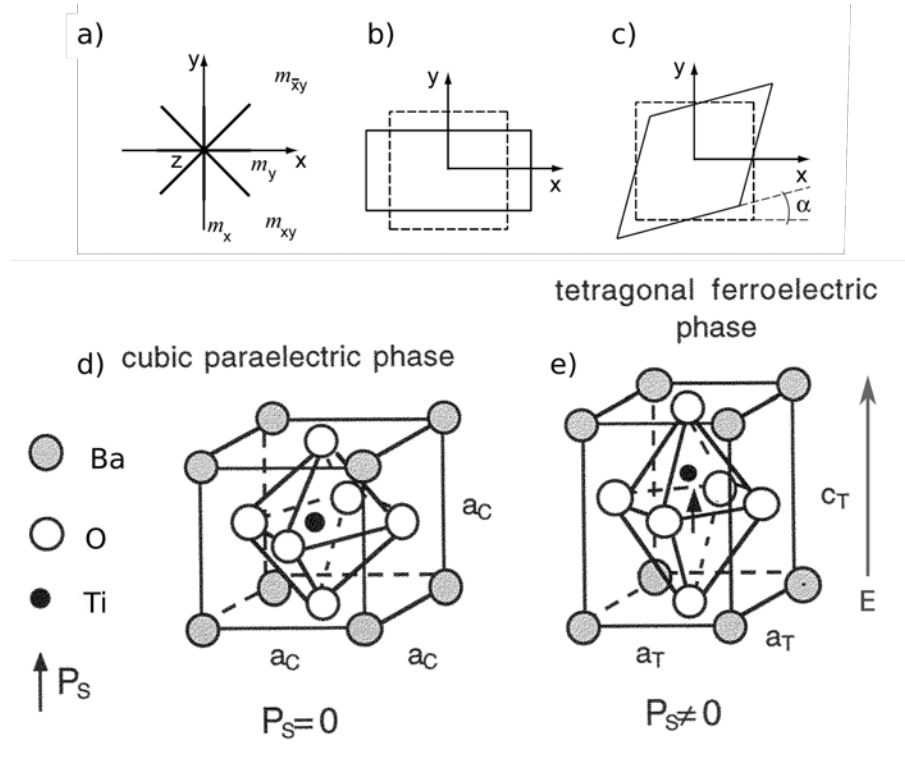 a)
b)
c)
y
m_x̄y
z
x
m_y
m_x
m_xy
y
x
y
x
α
tetragonal ferroelectric
phase
d) cubic paraelectric phase
e)
Ba
O
Ti
P_S
a_C
a_C
a_C
P_S=0
c_T
E
a_T
a_T
P_S≠0